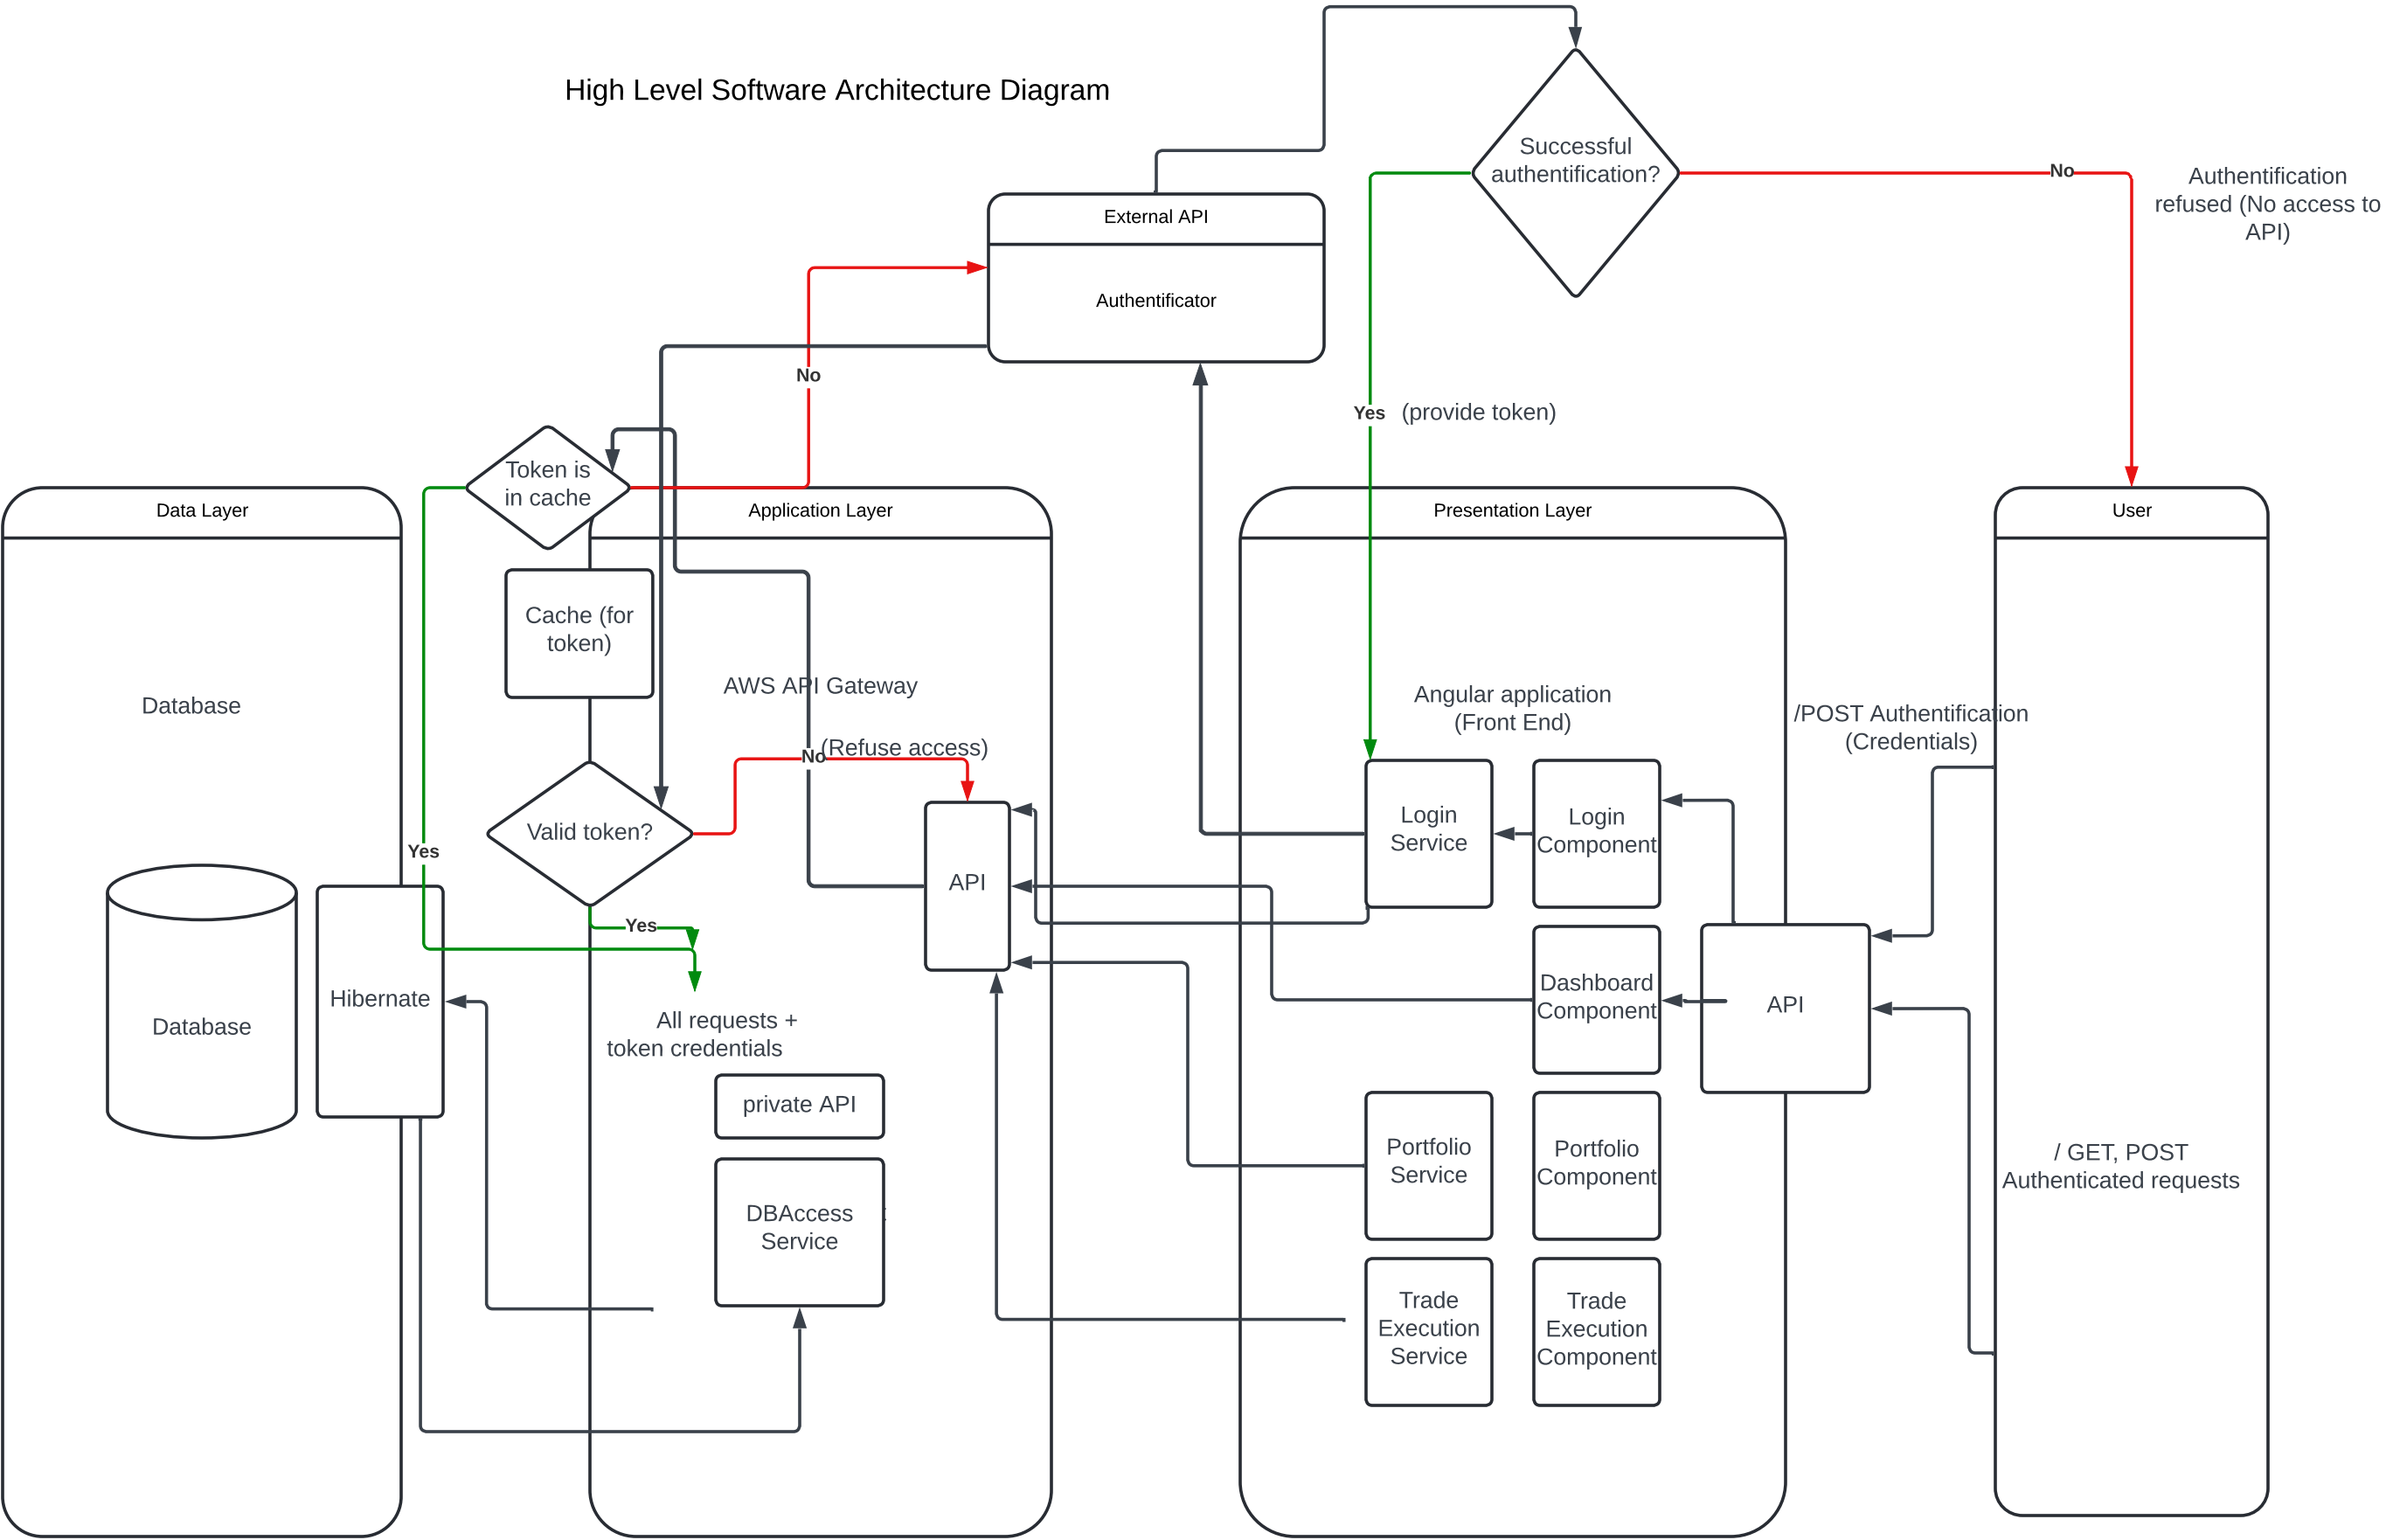 High Level Software Architecture Diagram
Successful
authentification?
No
Authentification
refused (No access to
API)
External API
Authentificator
No
Yes
(provide token)
Token is
in cache
Data Layer
Application Layer
Presentation Layer
User
Cache (for
token)
AWS API Gateway
Database
Angular application
(Front End)
/POST Authentification
(Credentials)
(Refuse access)
No
Valid token?
Yes
Login
Service
Login
Component
API
Yes
Hibernate
Database
All requests +
token credentials
Dashboard
Component
API
private API
Portfolio
Service
Portfolio
Component
/ GET, POST
Authenticated requests
DBAccess
Service
Trade
Execution
Service
Trade
Execution
Component